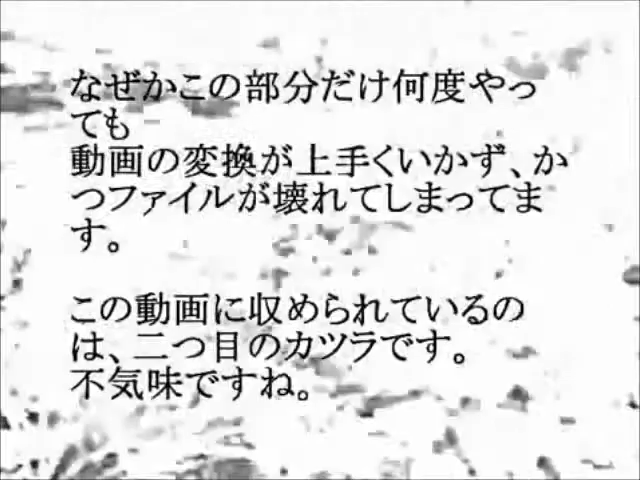 なぜかこの部分だけ何度やっ
ても
動画の変換が上手くいかず、か
つファイルが壊れてしまってま
す。
この動画に収められているの
は、二つ目のカツラです。
不気味ですね。